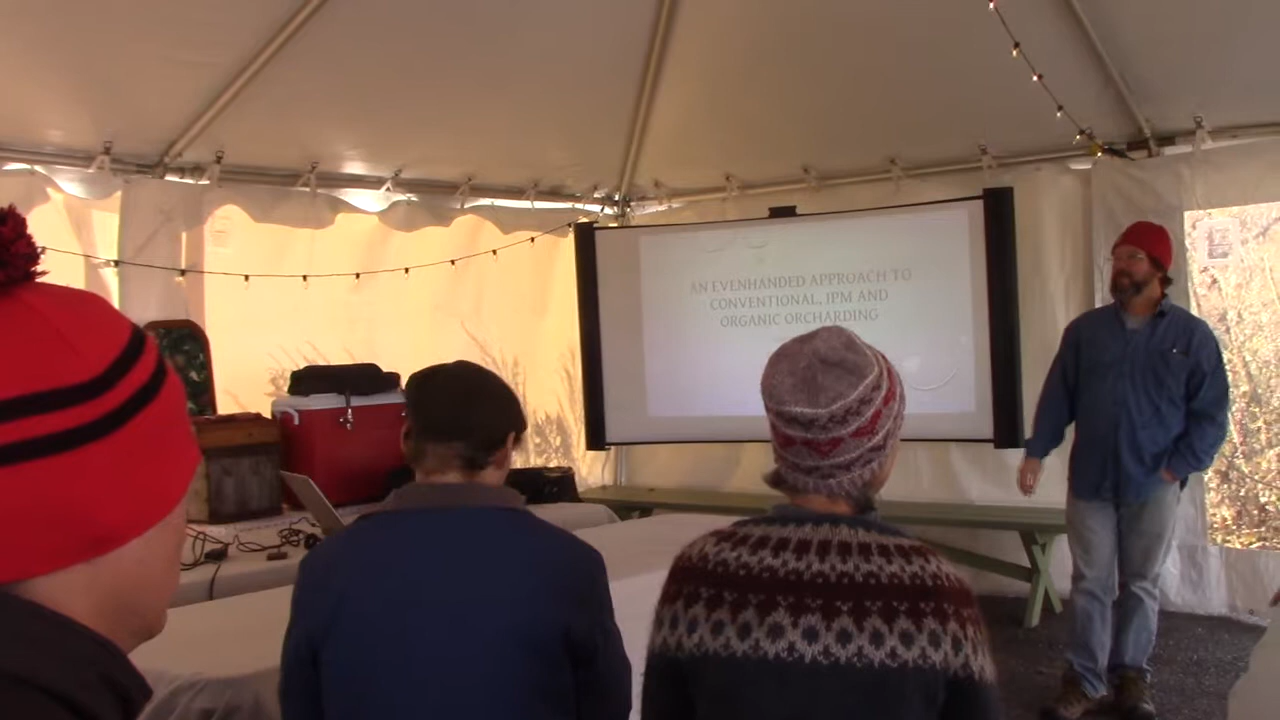 AN EVENHANDED APPROACH TO
CONVENTIONAL, IPM AND
ORGANIC ORCHARDING